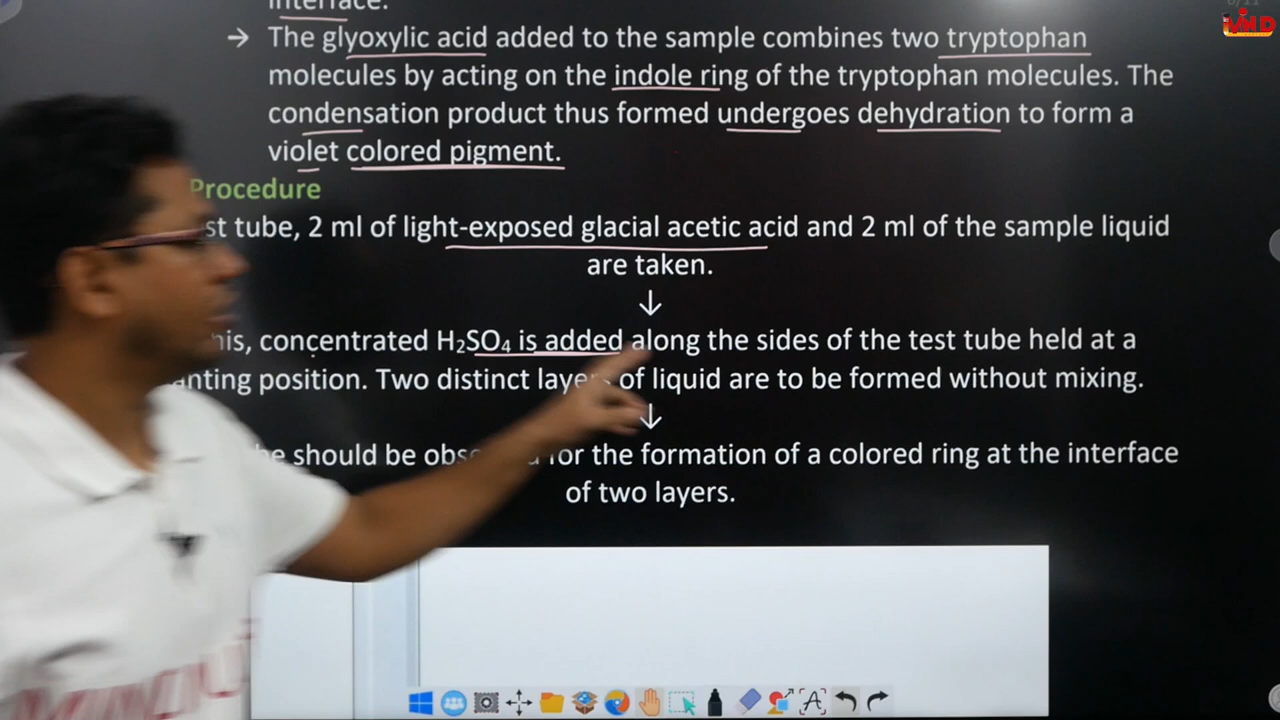 interface.
→ The glyoxylic acid added to the sample combines two tryptophan
molecules by acting on the indole ring of the tryptophan molecules. The
condensation product thus formed undergoes dehydration to form a
violet colored pigment.
Procedure
tube, 2 ml of light-exposed glacial acetic acid and 2 ml of the sample liquid
are taken.
↓
concentrated H₂SO₄ is added along the sides of the test tube held at a
position. Two distinct of liquid are to be formed without mixing.
↓
should be for the formation of a colored ring at the interface
of two layers.